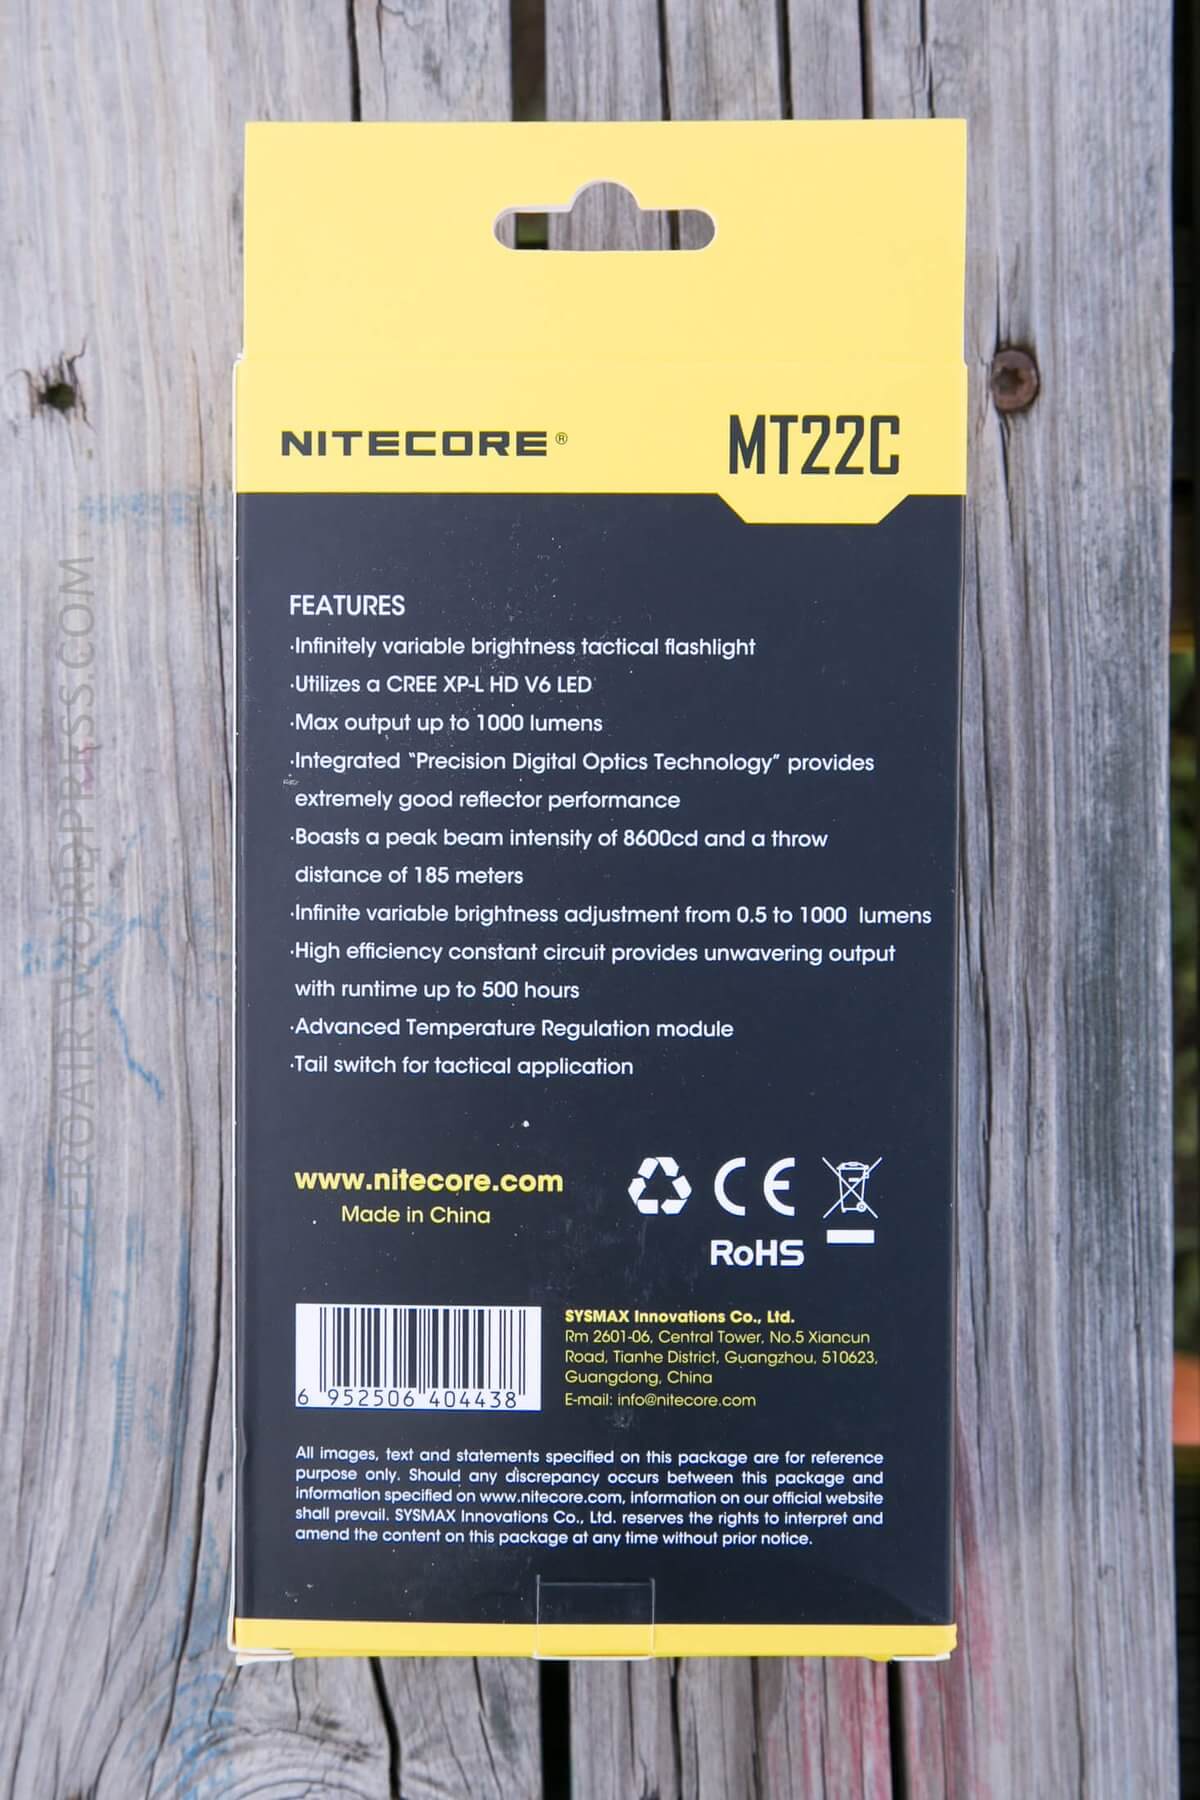 NITECORE®
MT22C
FEATURES
·Infinitely variable brightness tactical flashlight
·Utilizes a CREE XP-L HD V6 LED
·Max output up to 1000 lumens
·Integrated “Precision Digital Optics Technology” provides
extremely good reflector performance
·Boasts a peak beam intensity of 8600cd and a throw
distance of 185 meters
·Infinite variable brightness adjustment from 0.5 to 1000 lumens
·High efficiency constant circuit provides unwavering output
with runtime up to 500 hours
·Advanced Temperature Regulation module
·Tail switch for tactical application
www.nitecore.com
Made in China
CE
RoHS
6 952506 404438
SYSMAX Innovations Co., Ltd.
Rm 2601-06, Central Tower, No.5 Xiancun
Road, Tianhe District, Guangzhou, 510623,
Guangdong, China
E-mail: info@nitecore.com
All images, text and statements specified on this package are for reference
purpose only. Should any discrepancy occurs between this package and
information specified on www.nitecore.com, information on our official website
shall prevail. SYSMAX Innovations Co., Ltd. reserves the rights to interpret and
amend the content on this package at any time without prior notice.
ZEROAIR.WORDPRESS.COM